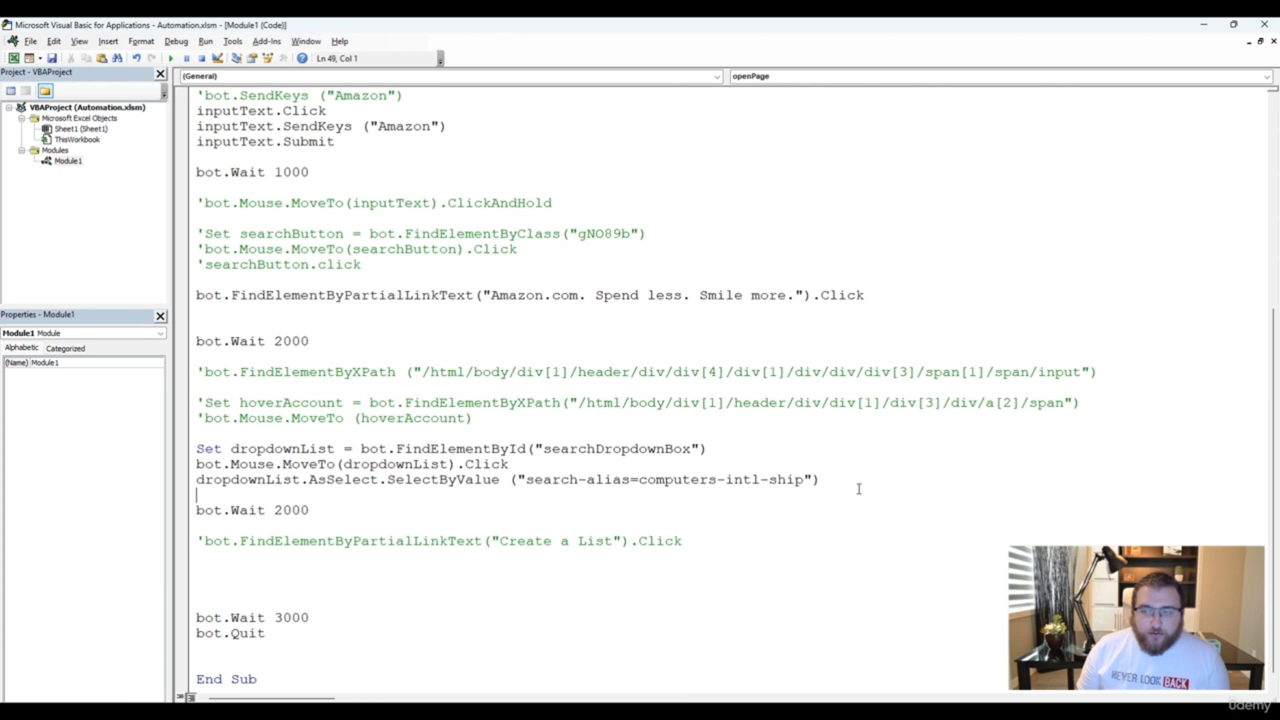 Microsoft Visual Basic for Applications - Automation.xlsm - [Module1 (Code)]
File Edit View Insert Format Debug Run Tools Add-Ins Window Help
Ln 49, Col 1
Project - VBAProject
(General)
openPage
VBAProject (Automation.xlsm)
Microsoft Excel Objects
Sheet1 (Sheet1)
ThisWorkbook
Modules
Module1
Properties - Module1
Module1 Module
Alphabetic Categorized
(Name) Module1
'bot.SendKeys ("Amazon")
inputText.Click
inputText.SendKeys ("Amazon")
inputText.Submit
bot.Wait 1000
'bot.Mouse.MoveTo(inputText).ClickAndHold
'Set searchButton = bot.FindElementByClass("gNO89b")
'bot.Mouse.MoveTo(searchButton).Click
'searchButton.click
bot.FindElementByPartialLinkText("Amazon.com. Spend less. Smile more.").Click
bot.Wait 2000
'bot.FindElementByXPath ("/html/body/div[1]/header/div/div[4]/div[1]/div/div/div[3]/span[1]/span/input")
'Set hoverAccount = bot.FindElementByXPath("/html/body/div[1]/header/div/div[1]/div[3]/div/a[2]/span")
'bot.Mouse.MoveTo (hoverAccount)
Set dropdownList = bot.FindElementById("searchDropdownBox")
bot.Mouse.MoveTo(dropdownList).Click
dropdownList.AsSelect.SelectByValue ("search-alias=computers-intl-ship")
bot.Wait 2000
'bot.FindElementByPartialLinkText("Create a List").Click
bot.Wait 3000
bot.Quit
End Sub
NEVER LOOK BACK
Udemy